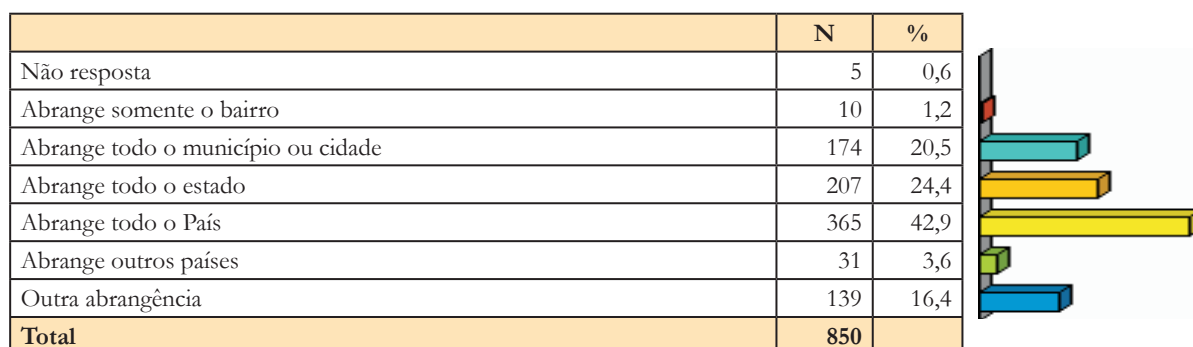 N %
Não resposta 5 0,6
Abrange somente o bairro 10 1,2
Abrange todo o município ou cidade 174 20,5
Abrange todo o estado 207 24,4
Abrange todo o País 365 42,9
Abrange outros países 31 3,6
Outra abrangência 139 16,4
Total 850